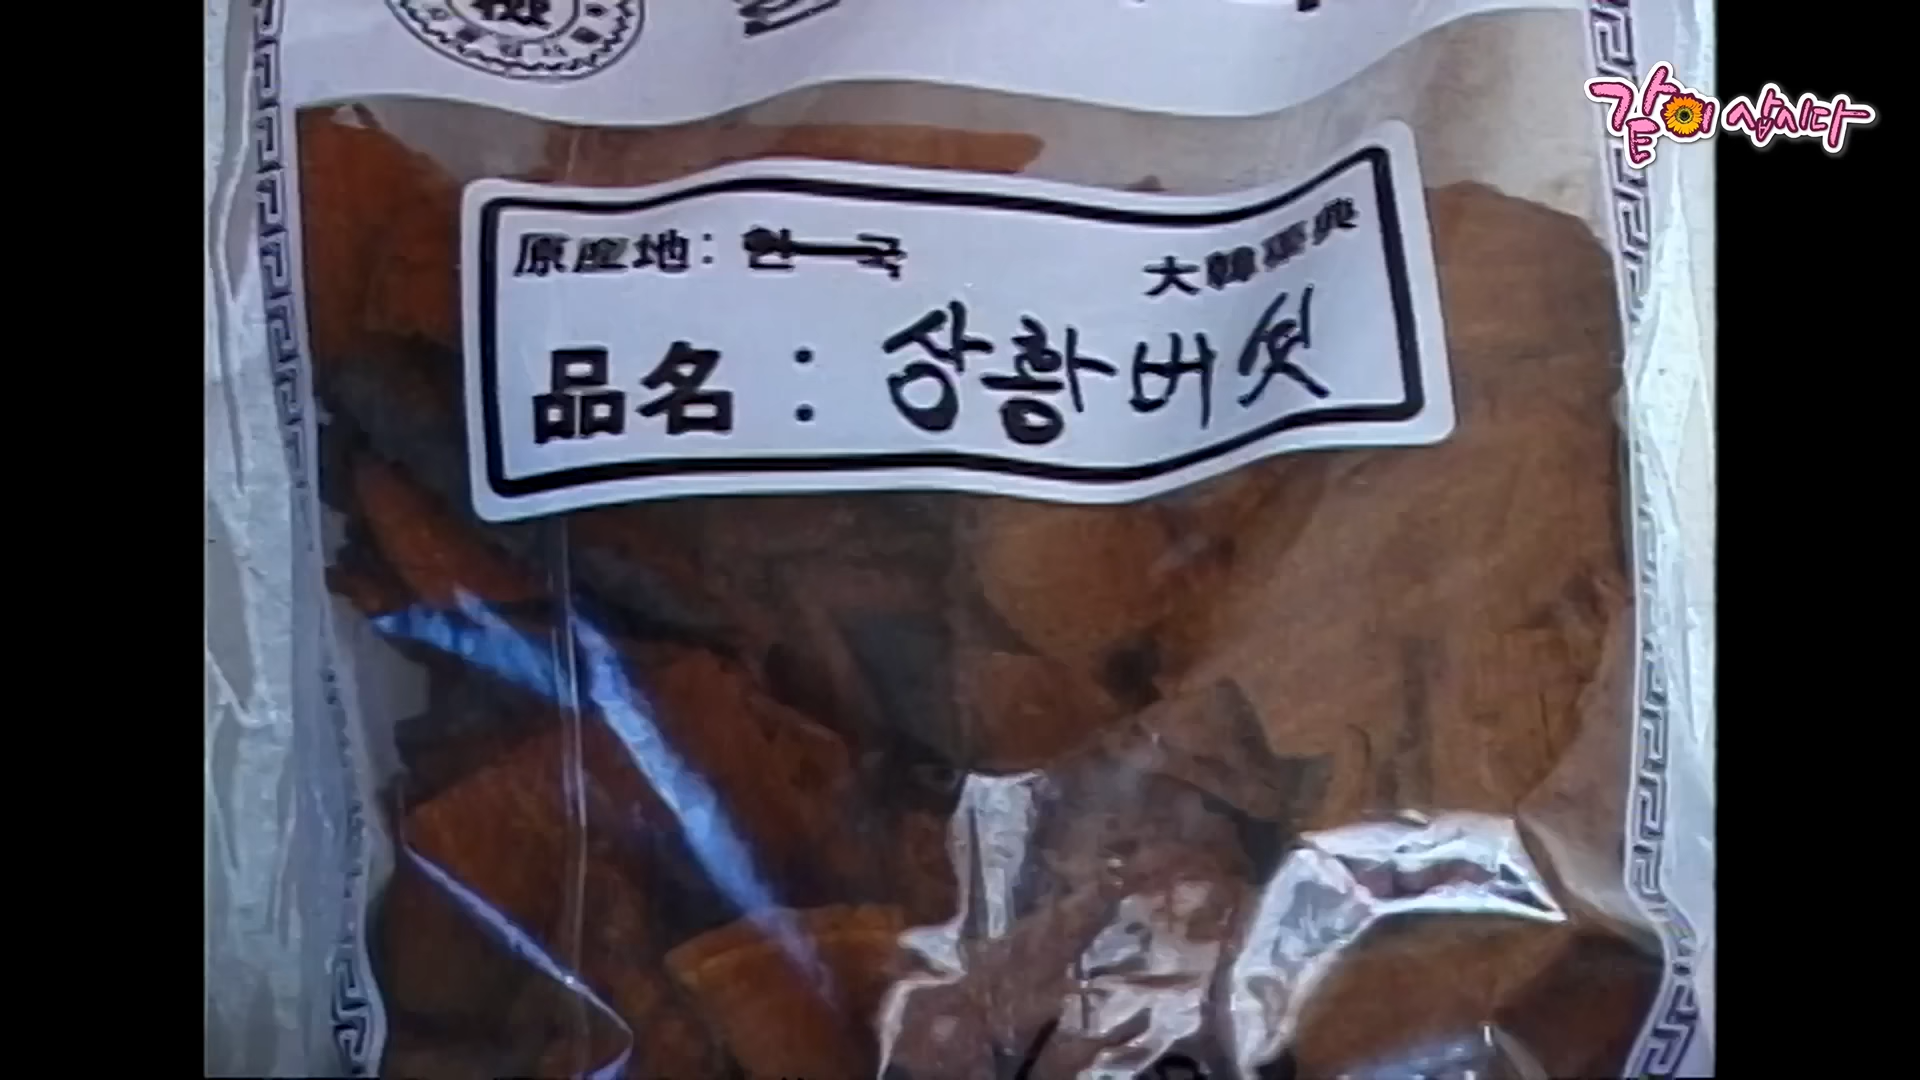 같이 삽시다
原産地: 한국
大韓藥典
品名: 상황버섯